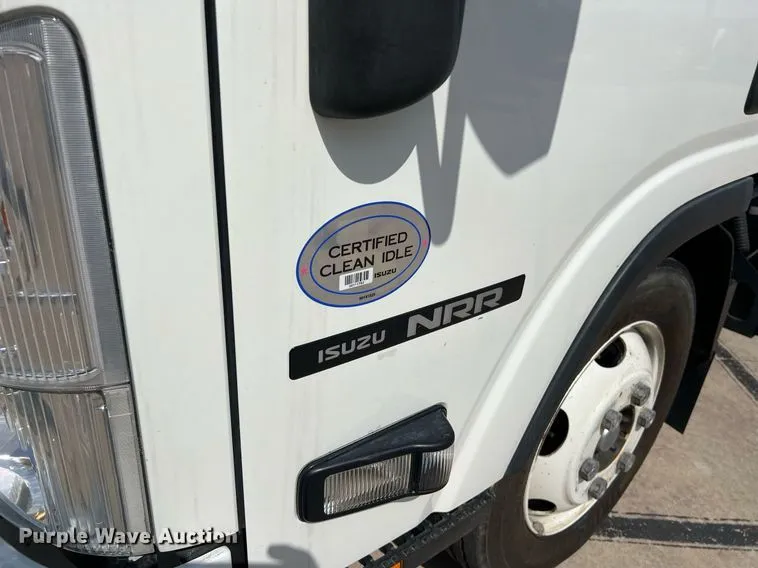 CERTIFIED
CLEAN IDLE
ISUZU
ISUZU NRR
Purple Wave Auction